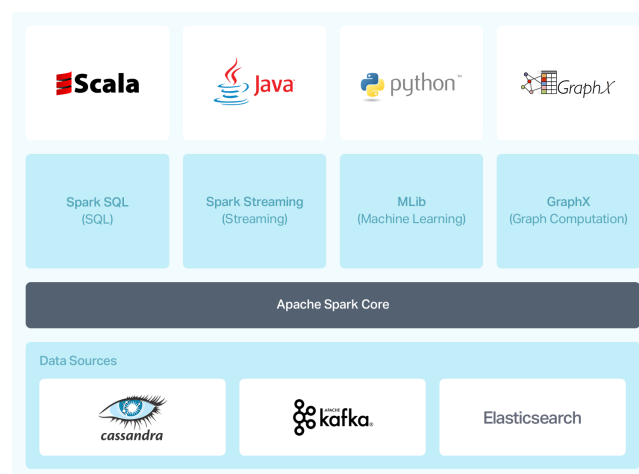 Scala
Java
python™
GraphX
Spark SQL
(SQL)
Spark Streaming
(Streaming)
MLib
(Machine Learning)
GraphX
(Graph Computation)
Apache Spark Core
Data Sources
cassandra
APACHE
kafka®
Elasticsearch